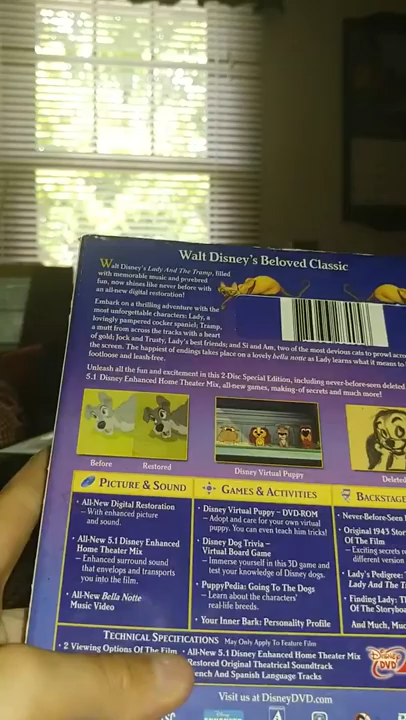 Walt Disney's Beloved Classic
Walt Disney's Lady And The Tramp, filled
with memorable music and purebred
fun, now shines like never before with
an all-new digital restoration!
Embark on a thrilling adventure with the
most unforgettable characters: Lady, a
lovingly pampered cocker spaniel; Tramp,
a mutt from across the tracks with a heart
of gold; Jock and Trusty, Lady's best friends; and Si and Am, two of the most devious cats to prowl across
the screen. The happiest of endings takes place on a lovely bella notte as Lady learns what it means to
footloose and leash-free.
Unleash all the fun and excitement in this 2-Disc Special Edition, including never-before-seen deleted
5.1 Disney Enhanced Home Theater Mix, all-new games, making-of secrets and much more!
Before
Restored
Disney Virtual Puppy
Deleted
PICTURE & SOUND
• All-New Digital Restoration
– With enhanced picture
and sound.
• All-New 5.1 Disney Enhanced
Home Theater Mix
– Enhanced surround sound
that envelops and transports
you into the film.
• All-New Bella Notte
Music Video
GAMES & ACTIVITIES
• Disney Virtual Puppy – DVD-ROM
– Adopt and care for your own virtual
puppy. You can even teach him tricks!
• Disney Dog Trivia –
Virtual Board Game
– Immerse yourself in this 3D game and
test your knowledge of Disney dogs.
• PuppyPedia: Going To The Dogs
– Learn about the characters'
real-life breeds.
• Your Inner Bark: Personality Profile
BACKSTAGE
• Never-Before-Seen
• Original 1943 Stor
Of The Film
– Exciting secrets
different version
• Lady's Pedigree: T
Lady And The
• Finding Lady: Th
Of The Storyboa
• And Much, Muc
TECHNICAL SPECIFICATIONS May Only Apply To Feature Film
• 2 Viewing Options Of The Film • All-New 5.1 Disney Enhanced Home Theater Mix
Restored Original Theatrical Soundtrack
ench And Spanish Language Tracks
Disney
DVD
Visit us at DisneyDVD.com